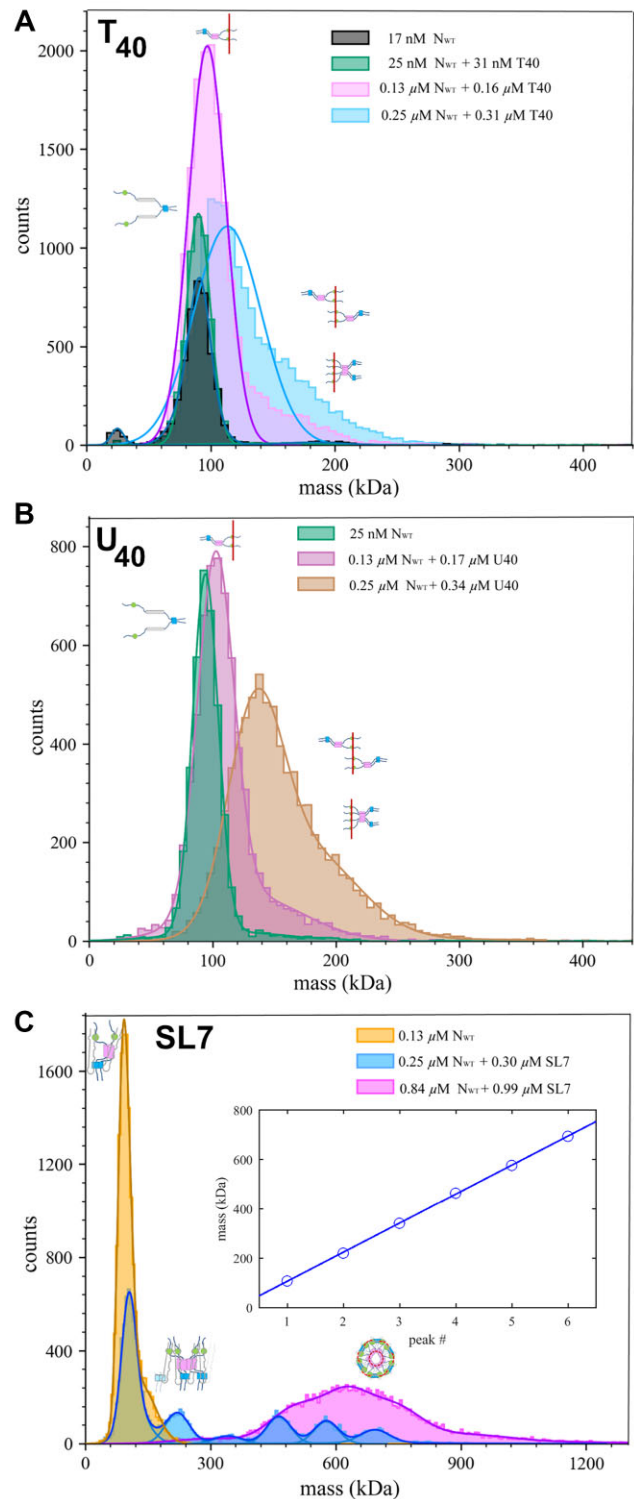 A
T40
17 nM NWT
25 nM NWT + 31 nM T40
0.13 µM NWT + 0.16 µM T40
0.25 µM NWT + 0.31 µM T40
2000
1500
1000
500
0
counts
0 100 200 300 400
mass (kDa)
B
U40
25 nM NWT
0.13 µM NWT + 0.17 µM U40
0.25 µM NWT + 0.34 µM U40
800
600
400
200
0
counts
0 100 200 300 400
mass (kDa)
C
SL7
0.13 µM NWT
0.25 µM NWT + 0.30 µM SL7
0.84 µM NWT + 0.99 µM SL7
1600
1200
800
400
0
counts
800
600
400
200
0
mass (kDa)
1 2 3 4 5 6
peak #
0 300 600 900 1200
mass (kDa)